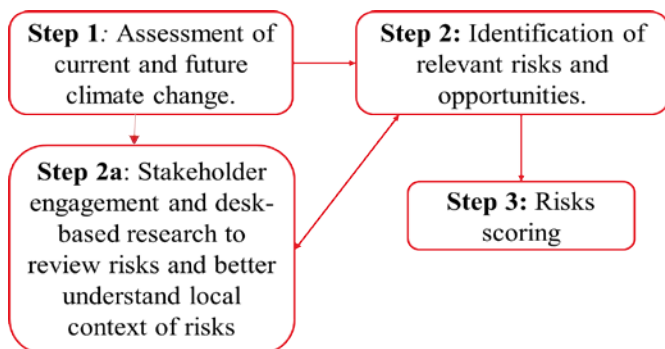 Step 1: Assessment of
current and future
climate change.
Step 2: Identification of
relevant risks and
opportunities.
Step 2a: Stakeholder
engagement and desk-
based research to
review risks and better
understand local
context of risks
Step 3: Risks
scoring